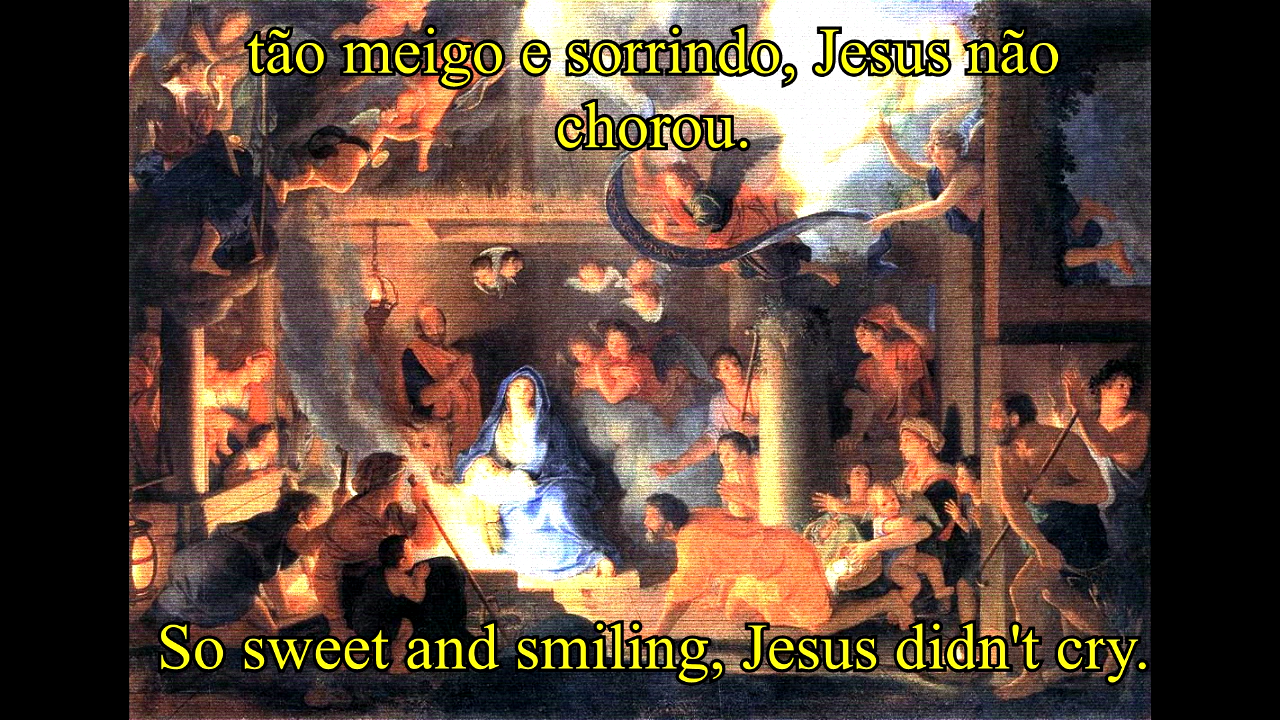 tão meigo e sorrindo, Jesus não
chorou.
So sweet and smiling, Jesus didn't cry.